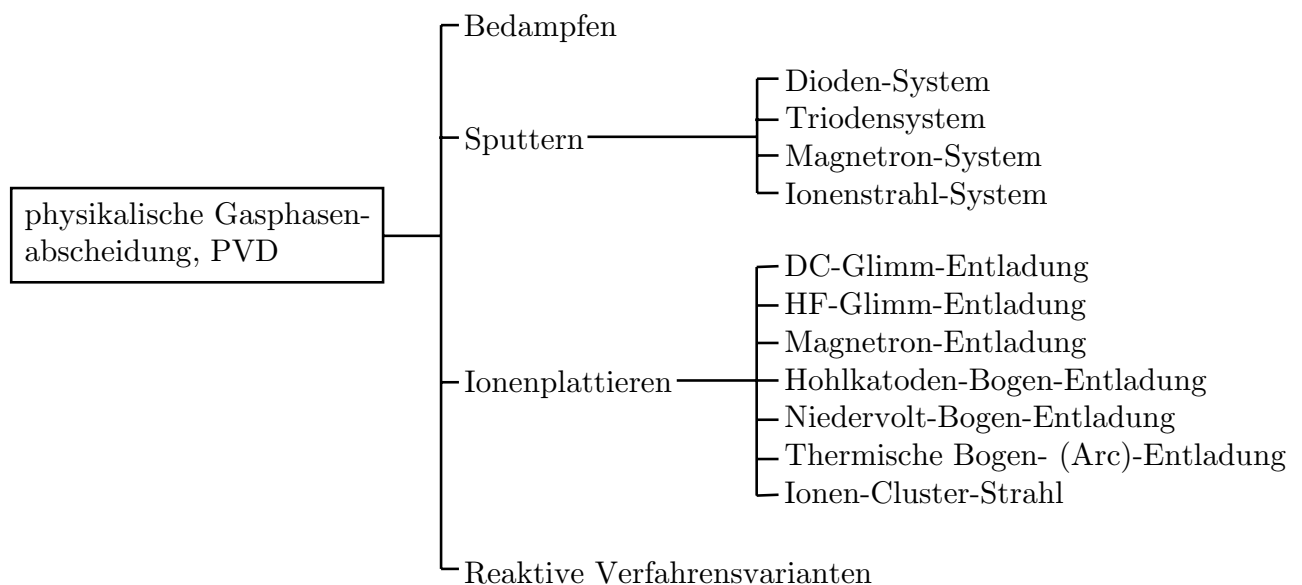 Bedampfen
Sputtern
Dioden-System
Triodensystem
Magnetron-System
Ionenstrahl-System
physikalische Gasphasen-
abscheidung, PVD
Ionenplattieren
DC-Glimm-Entladung
HF-Glimm-Entladung
Magnetron-Entladung
Hohlkatoden-Bogen-Entladung
Niedervolt-Bogen-Entladung
Thermische Bogen- (Arc)-Entladung
Ionen-Cluster-Strahl
Reaktive Verfahrensvarianten